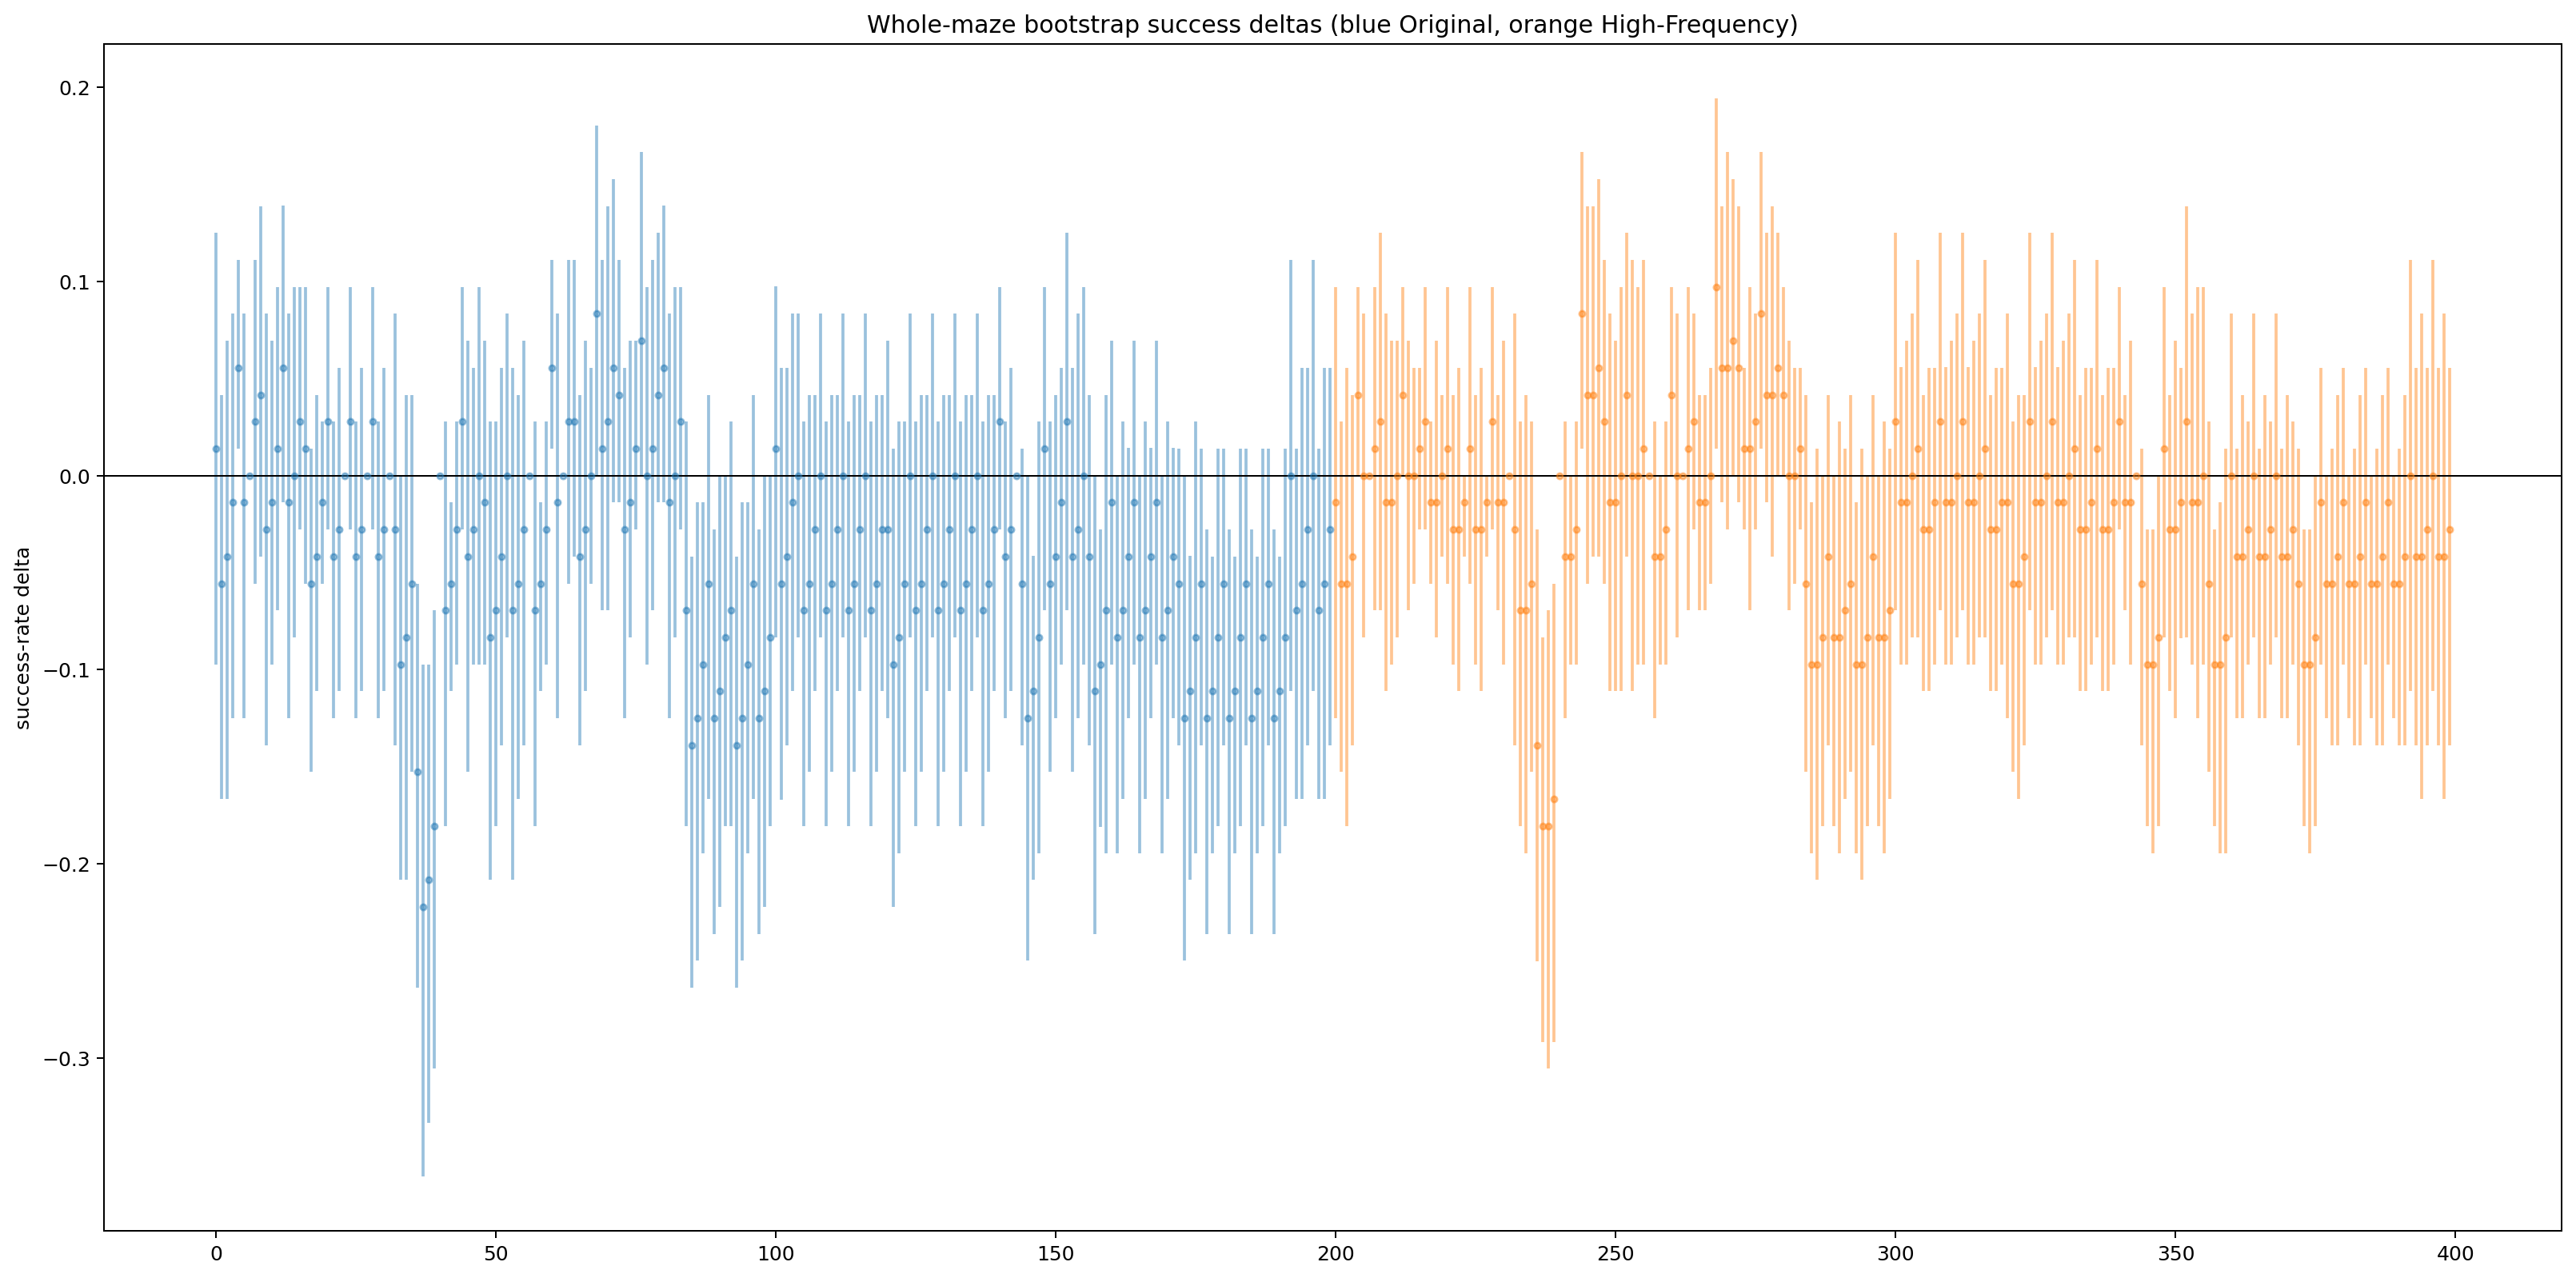 Whole-maze bootstrap success deltas (blue Original, orange High-Frequency)
success-rate delta
0.2
0.1
0.0
−0.1
−0.2
−0.3
0 50 100 150 200 250 300 350 400